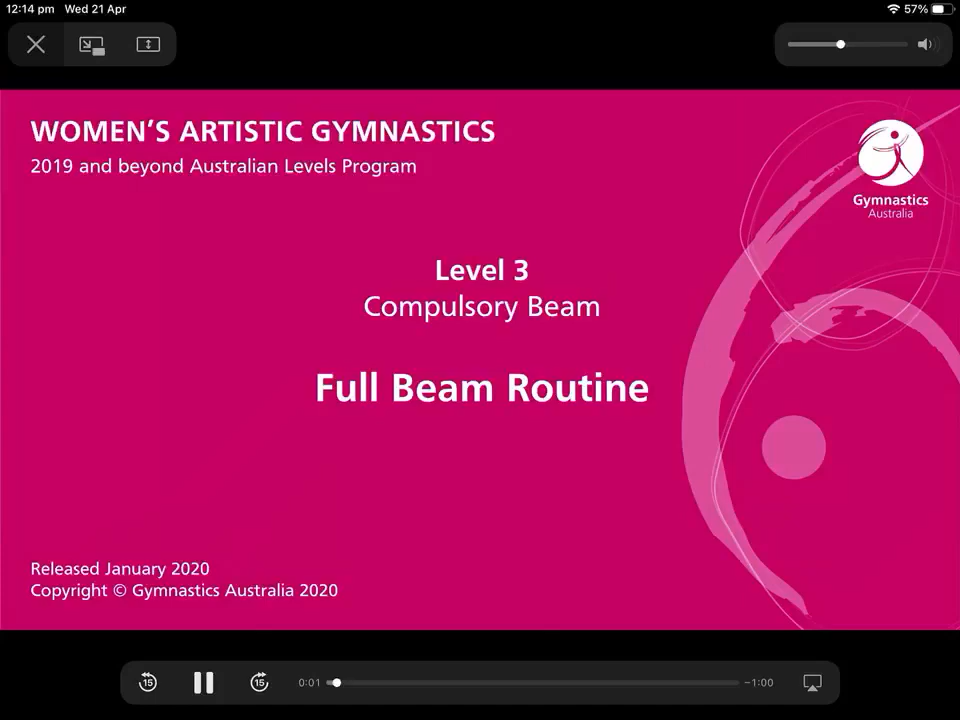 12:14 pm Wed 21 Apr
57%
WOMEN'S ARTISTIC GYMNASTICS
2019 and beyond Australian Levels Program
Gymnastics
Australia
Level 3
Compulsory Beam
Full Beam Routine
Released January 2020
Copyright © Gymnastics Australia 2020
15
15
0:01
−1:00